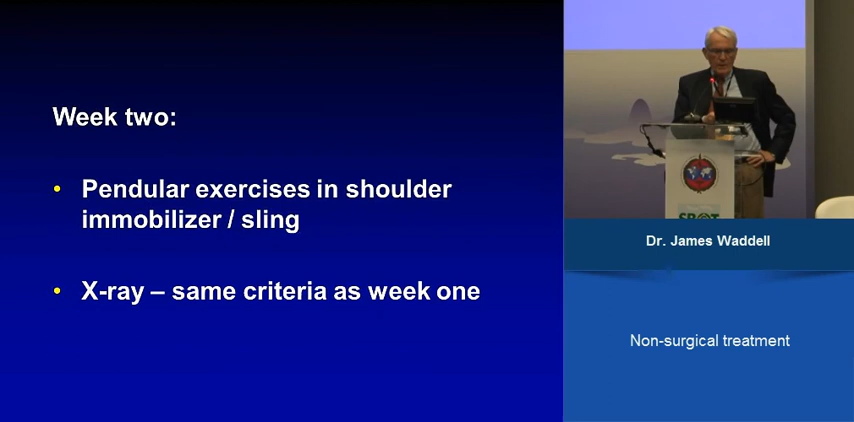 Week two:
• Pendular exercises in shoulder
immobilizer / sling
• X-ray – same criteria as week one
Dr. James Waddell
Non-surgical treatment